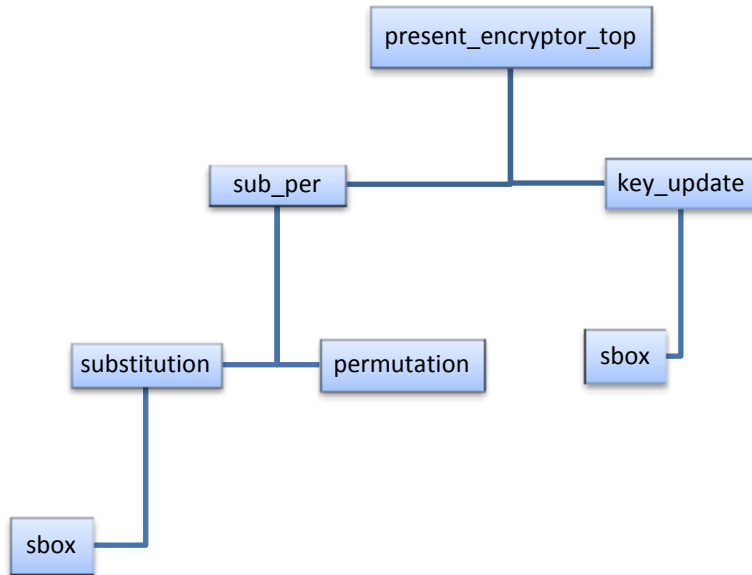 present_encryptor_top
sub_per
key_update
substitution
permutation
sbox
sbox